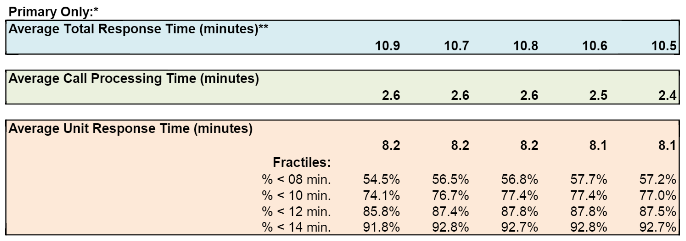 Primary Only:*
Average Total Response Time (minutes)**
10.9 10.7 10.8 10.6 10.5
Average Call Processing Time (minutes)
2.6 2.6 2.6 2.5 2.4
Average Unit Response Time (minutes)
8.2 8.2 8.2 8.1 8.1
Fractiles:
% < 08 min. 54.5% 56.5% 56.8% 57.7% 57.2%
% < 10 min. 74.1% 76.7% 77.4% 77.4% 77.0%
% < 12 min. 85.8% 87.4% 87.8% 87.8% 87.5%
% < 14 min. 91.8% 92.8% 92.7% 92.8% 92.7%